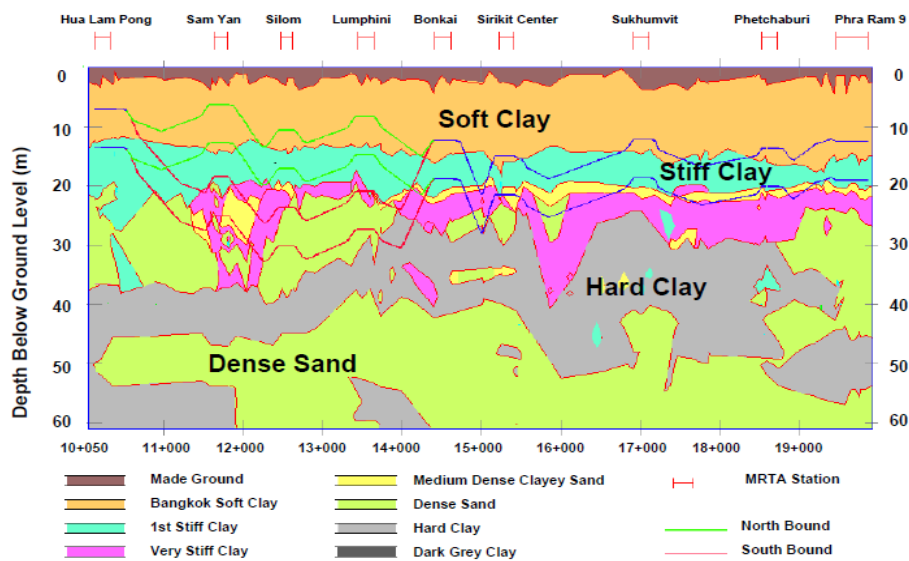 Hua Lam Pong Sam Yan Silom Lumphini Bonkai Sirikit Center Sukhumvit Phetchaburi Phra Ram 9
0 0
Soft Clay
10 10
Stiff Clay
20 20
30 30
Hard Clay
40 40
Dense Sand
50 50
60 60
Depth Below Ground Level (m)
10+050 11+000 12+000 13+000 14+000 15+000 16+000 17+000 18+000 19+000
Made Ground Medium Dense Clayey Sand MRTA Station
Bangkok Soft Clay Dense Sand
1st Stiff Clay Hard Clay North Bound
Very Stiff Clay Dark Grey Clay South Bound